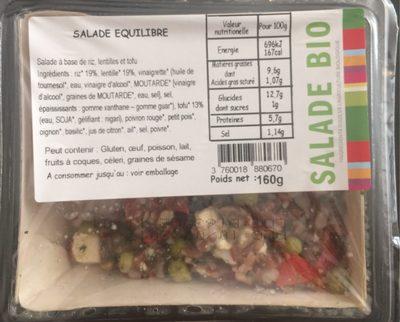 SALADE EQUILIBRE
Salade à base de riz, lentilles et tofu
Ingrédients : riz* 19%, lentille* 19%, vinaigrette* (huile de
tournesol*, eau, vinaigre d'alcool*, MOUTARDE* (vinaigre
d'alcool*, graines de MOUTARDE*, eau, sel), sel,
épaississants : gomme xanthane - gomme guar), tofu* 13%
(eau, SOJA*, gélifiant : nigari), poivron rouge*, petit pois*,
oignon*, basilic*, jus de citron*, ail*, sel, poivre*.
Peut contenir : Gluten, œuf, poisson, lait,
fruits à coques, céleri, graines de sésame
A consommer jusqu'au : voir emballage
Valeur nutritionelle Pour 100g
Energie 696kJ 167cal
Matières grasses 9,6g
dont
Acides gras saturé 1,07g
Glucides 12,7g
dont sucres 1g
Proteines 5,7g
Sel 1,14g
3 760018 880670
Poids net :160g
SALADE BIO